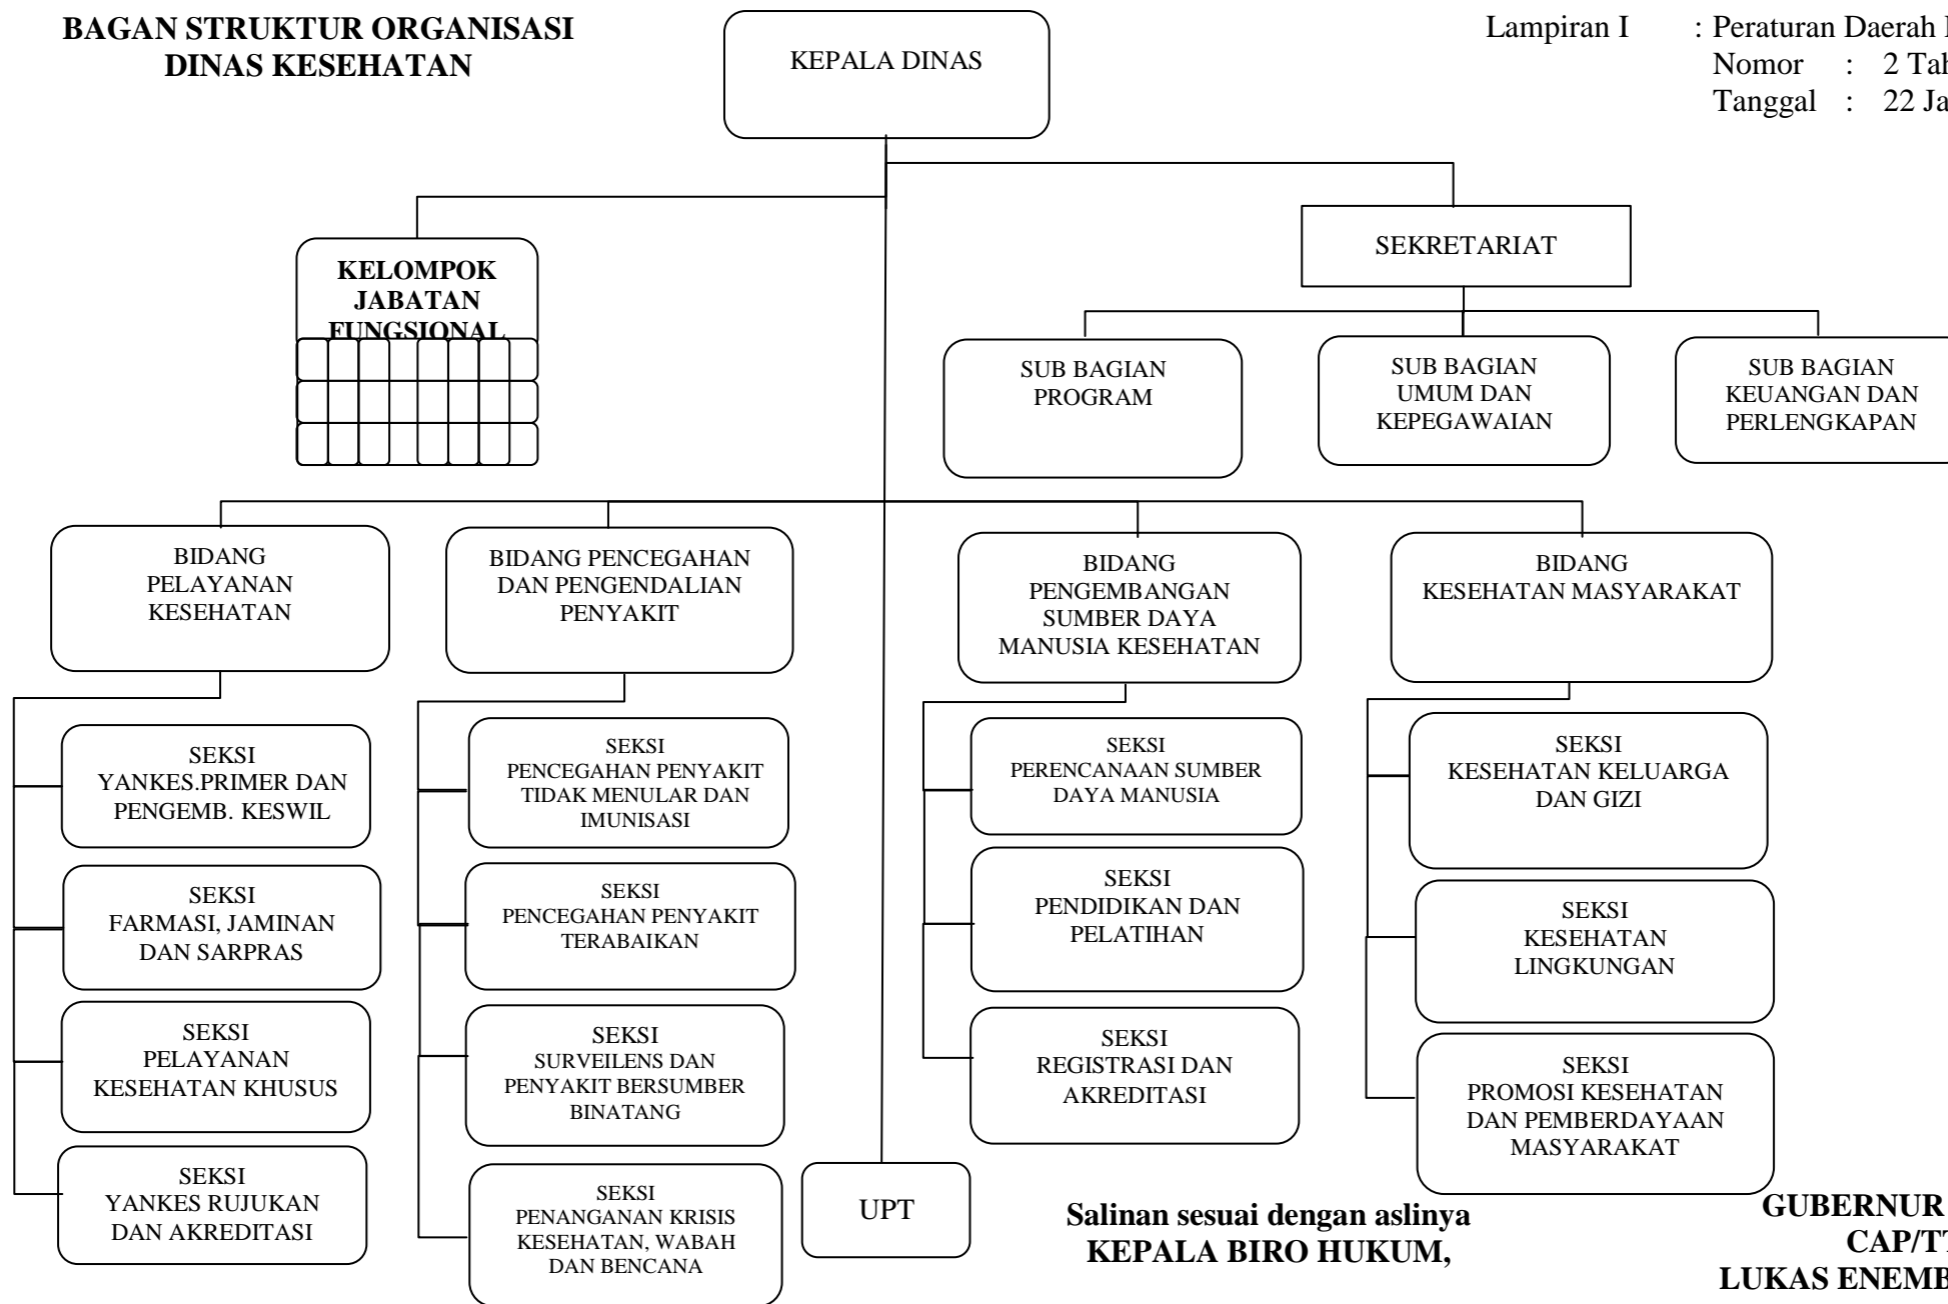 BAGAN STRUKTUR ORGANISASI
DINAS KESEHATAN
KEPALA DINAS
Lampiran I : Peraturan Daerah
Nomor : 2
Tanggal : 22
KELOMPOK
JABATAN
FUNGSIONAL
SEKRETARIAT
SUB BAGIAN
PROGRAM
SUB BAGIAN
UMUM DAN
KEPEGAWAIAN
SUB BAGIAN
KEUANGAN DAN
PERLENGKAPAN
BIDANG
PELAYANAN
KESEHATAN
BIDANG PENCEGAHAN
DAN PENGENDALIAN
PENYAKIT
BIDANG
PENGEMBANGAN
SUMBER DAYA
MANUSIA KESEHATAN
BIDANG
KESEHATAN MASYARAKAT
SEKSI
YANKES.PRIMER DAN
PENGEMB. KESWIL
SEKSI
FARMASI, JAMINAN
DAN SARPRAS
SEKSI
PELAYANAN
KESEHATAN KHUSUS
SEKSI
YANKES RUJUKAN
DAN AKREDITASI
SEKSI
PENCEGAHAN PENYAKIT
TIDAK MENULAR DAN
IMUNISASI
SEKSI
PENCEGAHAN PENYAKIT
TERABAIKAN
SEKSI
SURVEILENS DAN
PENYAKIT BERSUMBER
BINATANG
SEKSI
PENANGANAN KRISIS
KESEHATAN, WABAH
DAN BENCANA
UPT
SEKSI
PERENCANAAN SUMBER
DAYA MANUSIA
SEKSI
PENDIDIKAN DAN
PELATIHAN
SEKSI
REGISTRASI DAN
AKREDITASI
SEKSI
KESEHATAN KELUARGA
DAN GIZI
SEKSI
KESEHATAN
LINGKUNGAN
SEKSI
PROMOSI KESEHATAN
DAN PEMBERDAYAAN
MASYARAKAT
Salinan sesuai dengan aslinya
KEPALA BIRO HUKUM,
GUBERNUR
CAP/
LUKAS